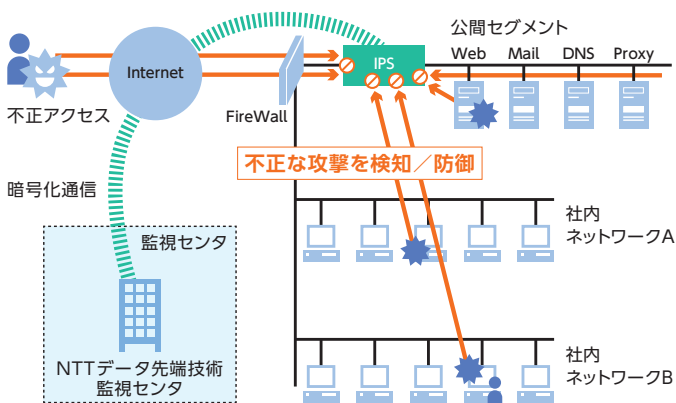 公間セグメント
Web Mail DNS Proxy
IPS
Internet
不正アクセス
FireWall
不正な攻撃を検知／防御
暗号化通信
監視センタ
社内
ネットワークA
NTTデータ先端技術
監視センタ
社内
ネットワークB